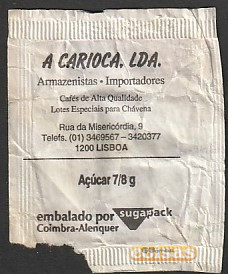 A CARIOCA, LDA.
Armazenistas - Importadores
Cafés de Alta Qualidade
Lotes Especiais para Chávena
Rua da Misericórdia, 9
Telefs. (01) 3469567 - 3420377
1200 LISBOA
Açúcar 7/8 g
embalado por sugapack
Coimbra-Alenquer